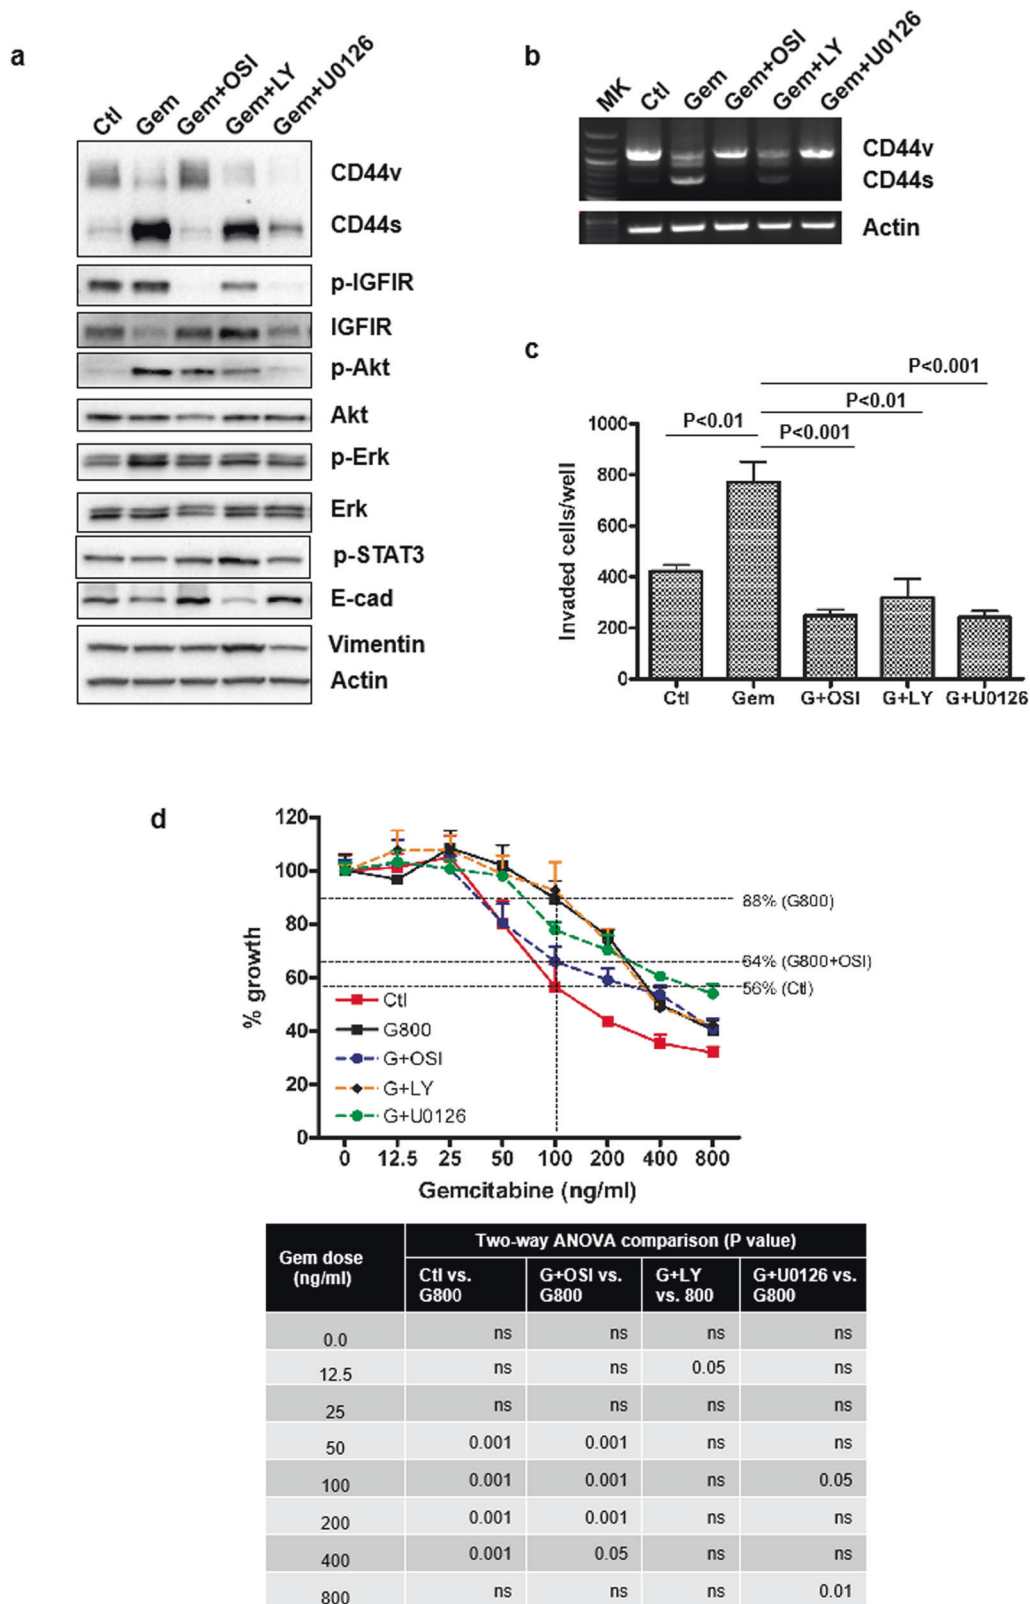 a
Ctl Gem Gem+OSI Gem+LY Gem+U0126
CD44v
CD44s
p-IGFIR
IGFIR
p-Akt
Akt
p-Erk
Erk
p-STAT3
E-cad
Vimentin
Actin
b
MK Ctl Gem Gem+OSI Gem+LY Gem+U0126
CD44v
CD44s
Actin
c
P<0.001
P<0.01
P<0.01
P<0.001
Invaded cells/well
1000
800
600
400
200
0
Ctl Gem G+OSI G+LY G+U0126
d
% growth
120
100
80
60
40
20
0
88% (G800)
64% (G800+OSI)
56% (Ctl)
Ctl
G800
G+OSI
G+LY
G+U0126
0 12.5 25 50 100 200 400 800
Gemcitabine (ng/ml)
Gem dose (ng/ml)
Two-way ANOVA comparison (P value)
Ctl vs. G800
G+OSI vs. G800
G+LY vs. 800
G+U0126 vs. G800
0.0 ns ns ns ns
12.5 ns ns 0.05 ns
25 ns ns ns ns
50 0.001 0.001 ns ns
100 0.001 0.001 ns 0.05
200 0.001 0.001 ns ns
400 0.001 0.05 ns ns
800 ns ns ns 0.01